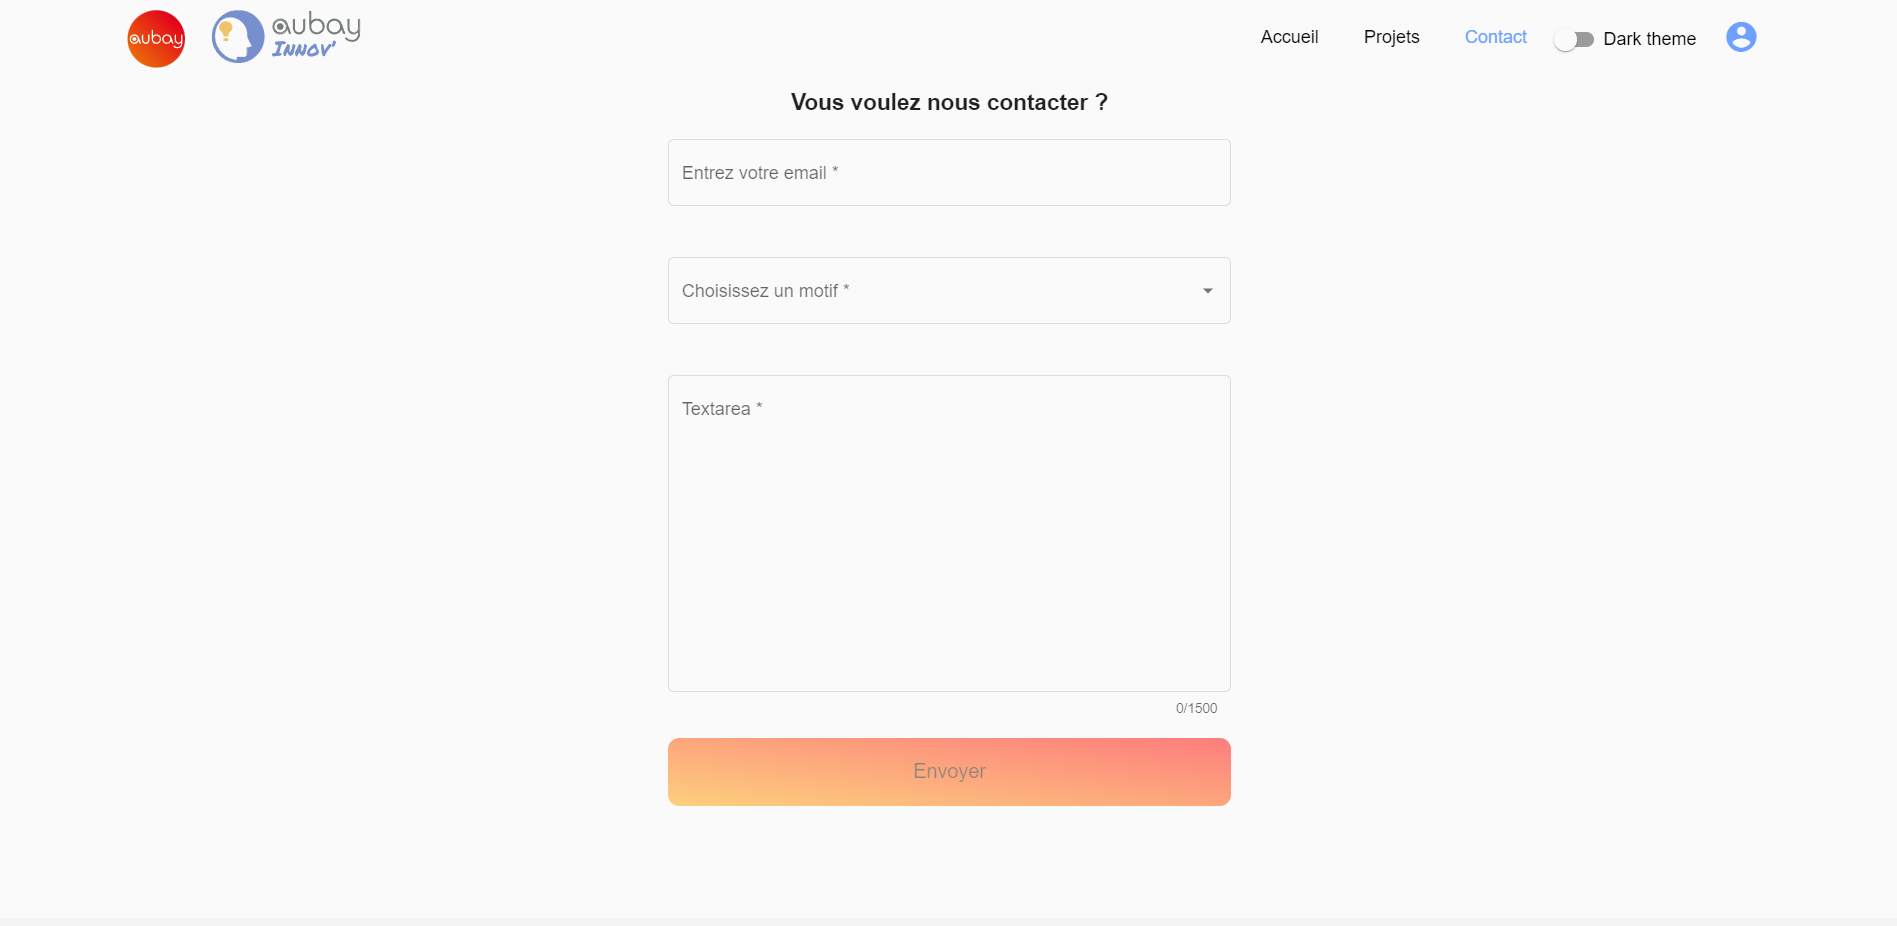 aubay
aubay
INNOV'
Accueil
Projets
Contact
Dark theme
Vous voulez nous contacter ?
Entrez votre email *
Choisissez un motif *
Textarea *
0/1500
Envoyer